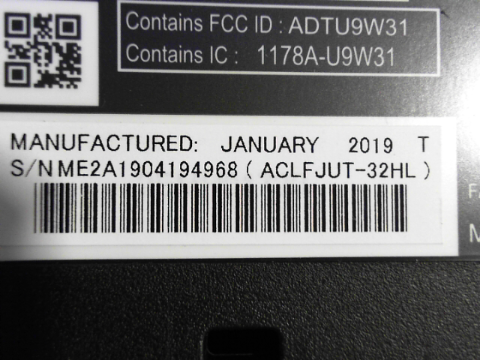 Contains FCC ID : ADTU9W31
Contains IC : 1178A-U9W31
MANUFACTURED: JANUARY 2019 T
S/N ME2A1904194968 ( ACLFJUT-32HL )